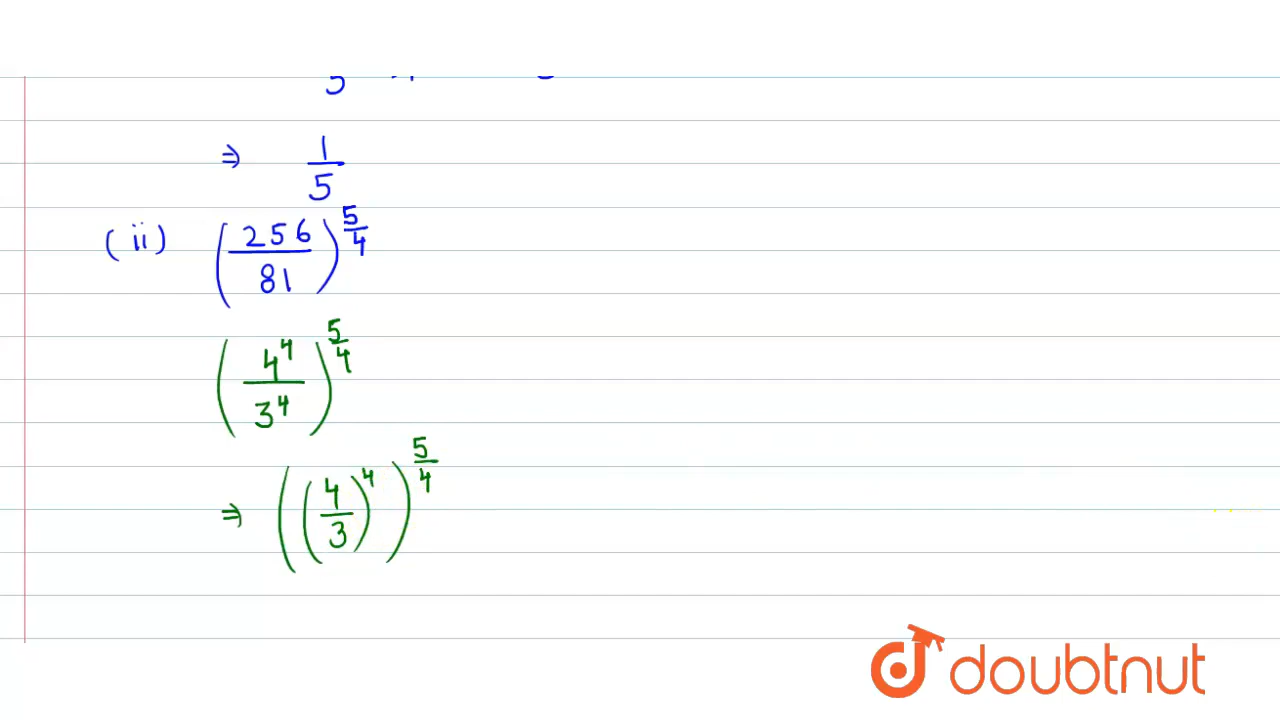 ⇒ 1/5
(ii) (256/81)^(5/4)
(4^4/3^4)^(5/4)
⇒ ((4/3)^4)^(5/4)
doubtnut